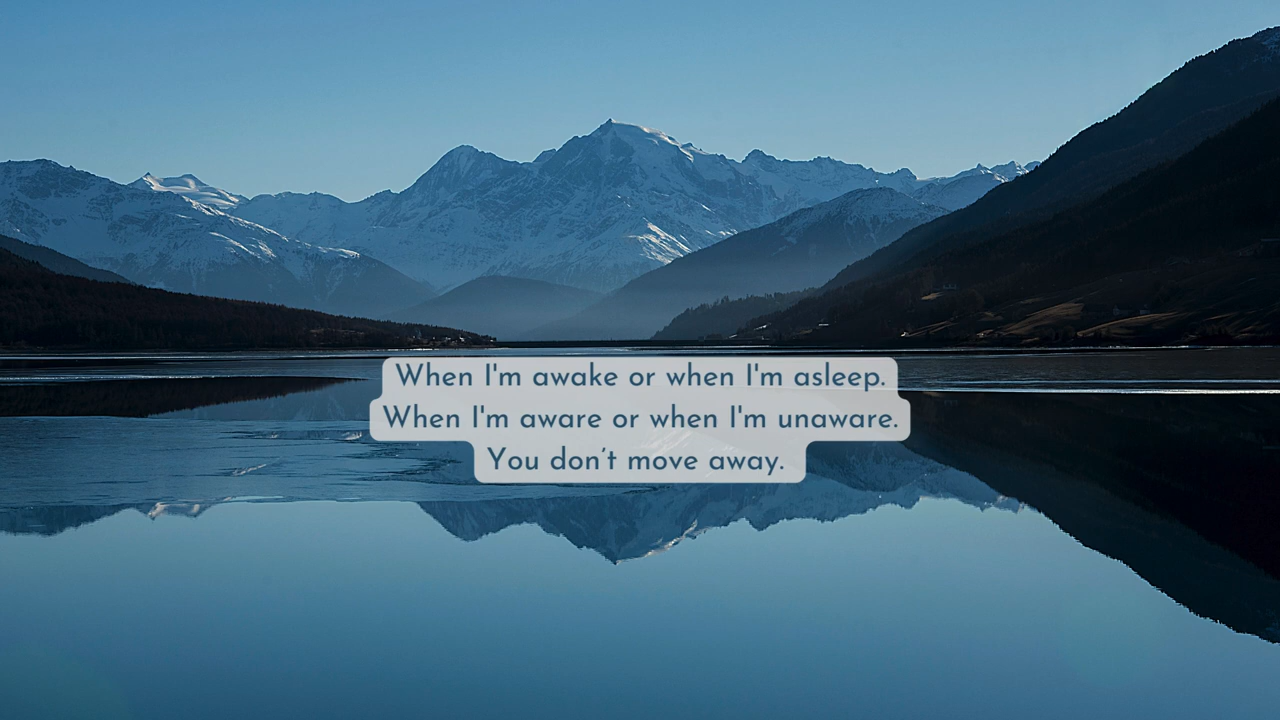 When I'm awake or when I'm asleep.
When I'm aware or when I'm unaware.
You don’t move away.